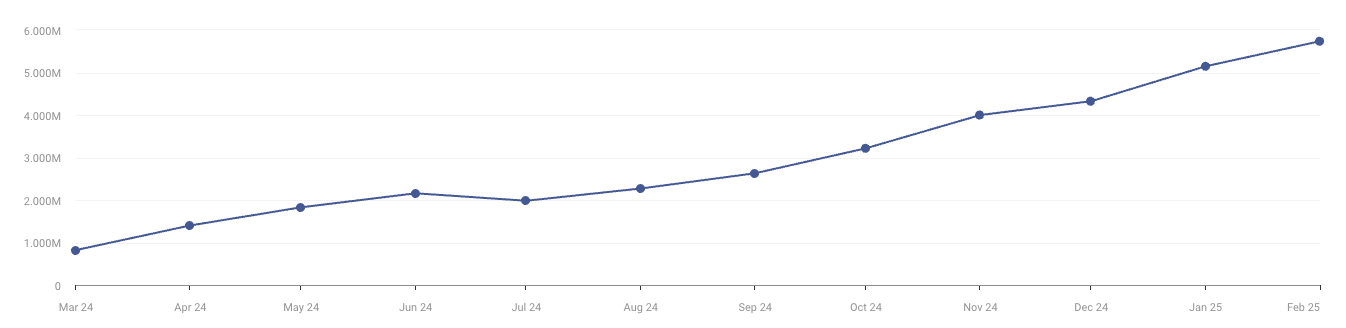 6.000M
5.000M
4.000M
3.000M
2.000M
1.000M
0
Mar 24 Apr 24 May 24 Jun 24 Jul 24 Aug 24 Sep 24 Oct 24 Nov 24 Dec 24 Jan 25 Feb 25